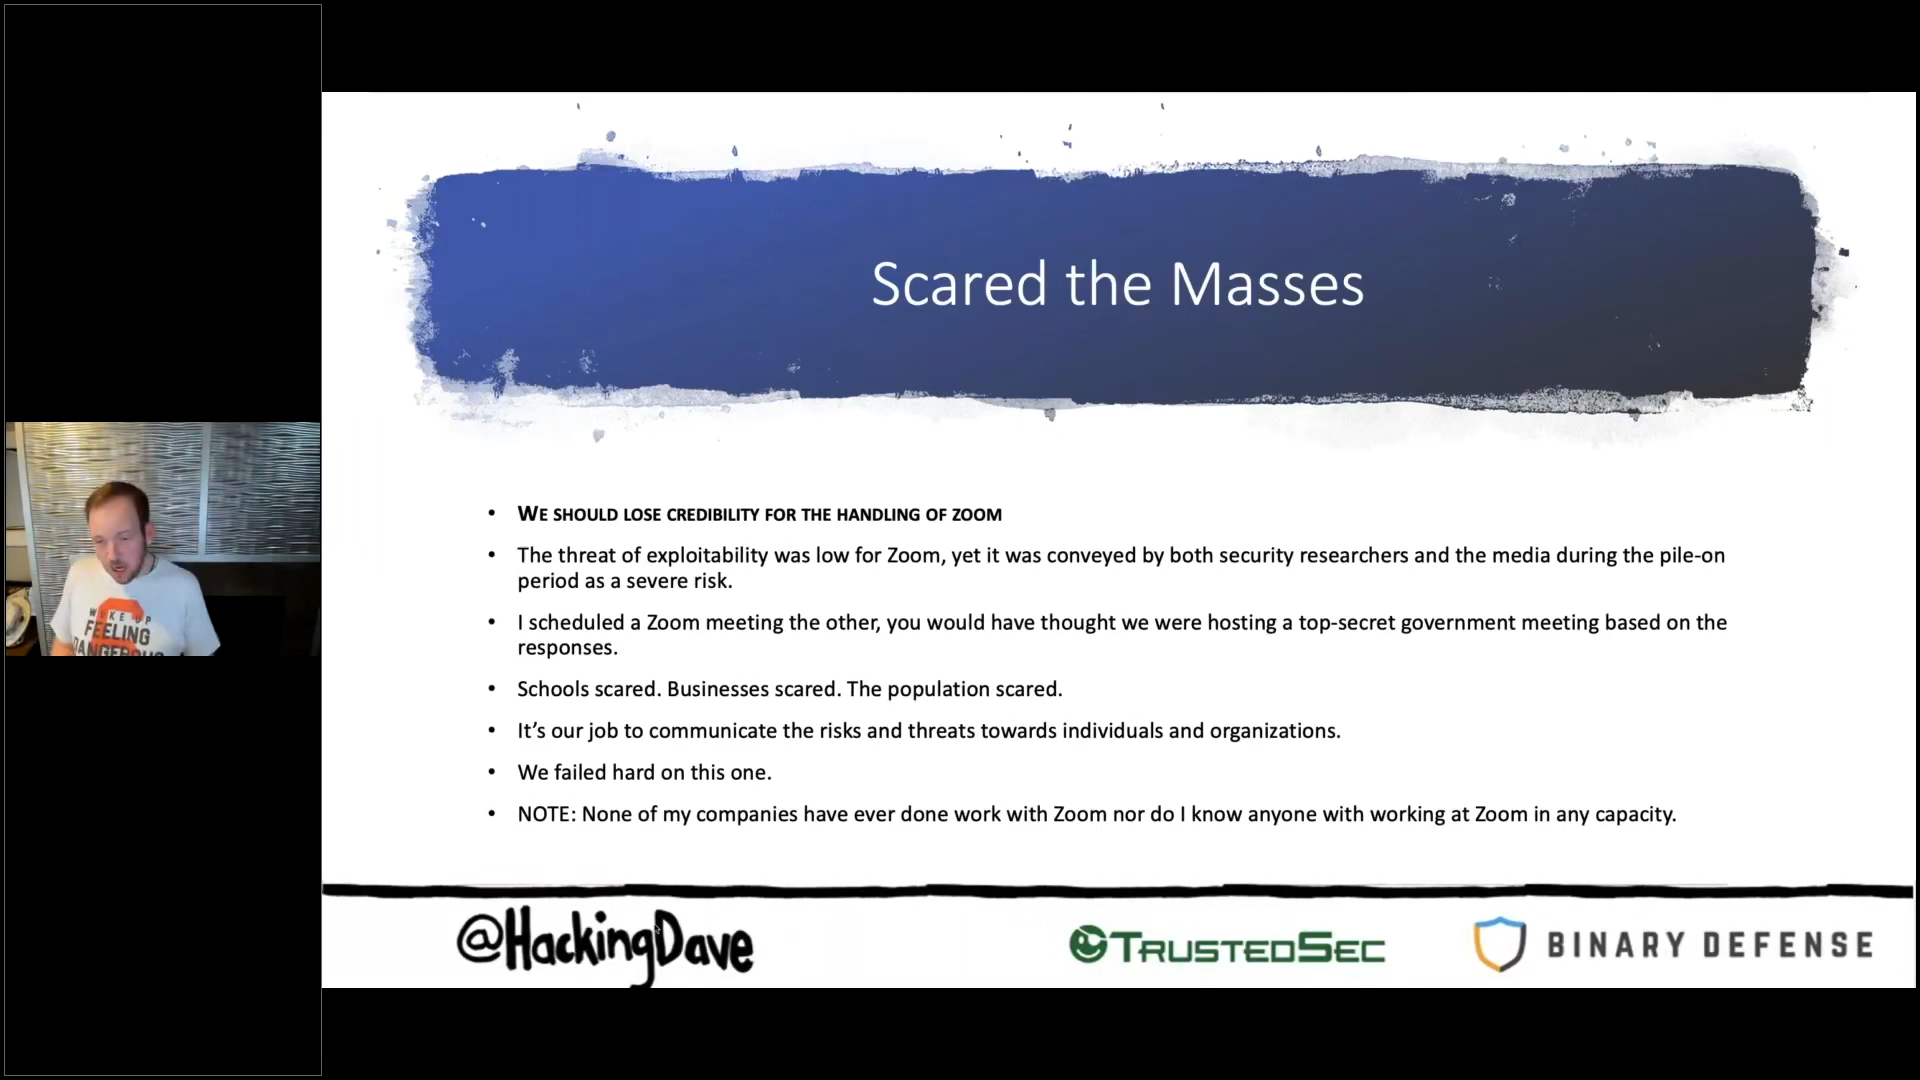 Scared the Masses
• WE SHOULD LOSE CREDIBILITY FOR THE HANDLING OF ZOOM
• The threat of exploitability was low for Zoom, yet it was conveyed by both security researchers and the media during the pile-on
period as a severe risk.
• I scheduled a Zoom meeting the other, you would have thought we were hosting a top-secret government meeting based on the
responses.
• Schools scared. Businesses scared. The population scared.
• It’s our job to communicate the risks and threats towards individuals and organizations.
• We failed hard on this one.
• NOTE: None of my companies have ever done work with Zoom nor do I know anyone with working at Zoom in any capacity.
WAKE UP
FEELING
DANGEROUS
@HackingDave
TRUSTEDSEC
BINARY DEFENSE